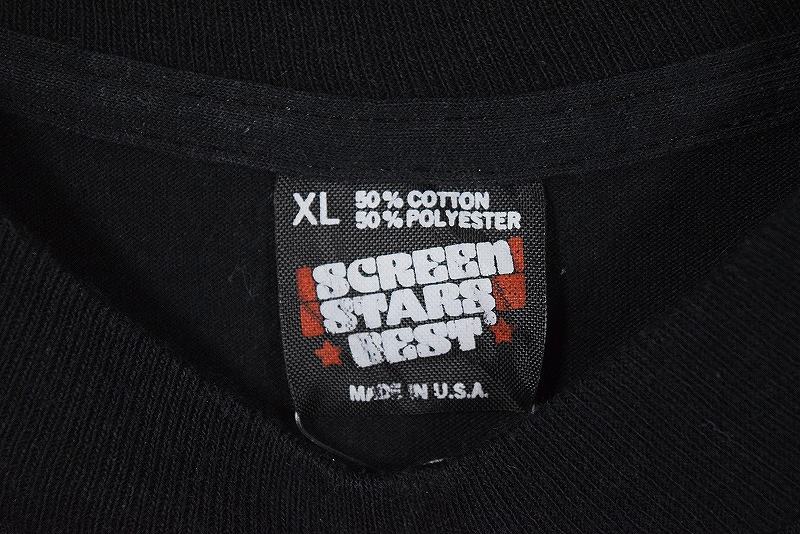 XL 50% COTTON
50% POLYESTER
SCREEN
STARS
BEST
MADE IN U.S.A.